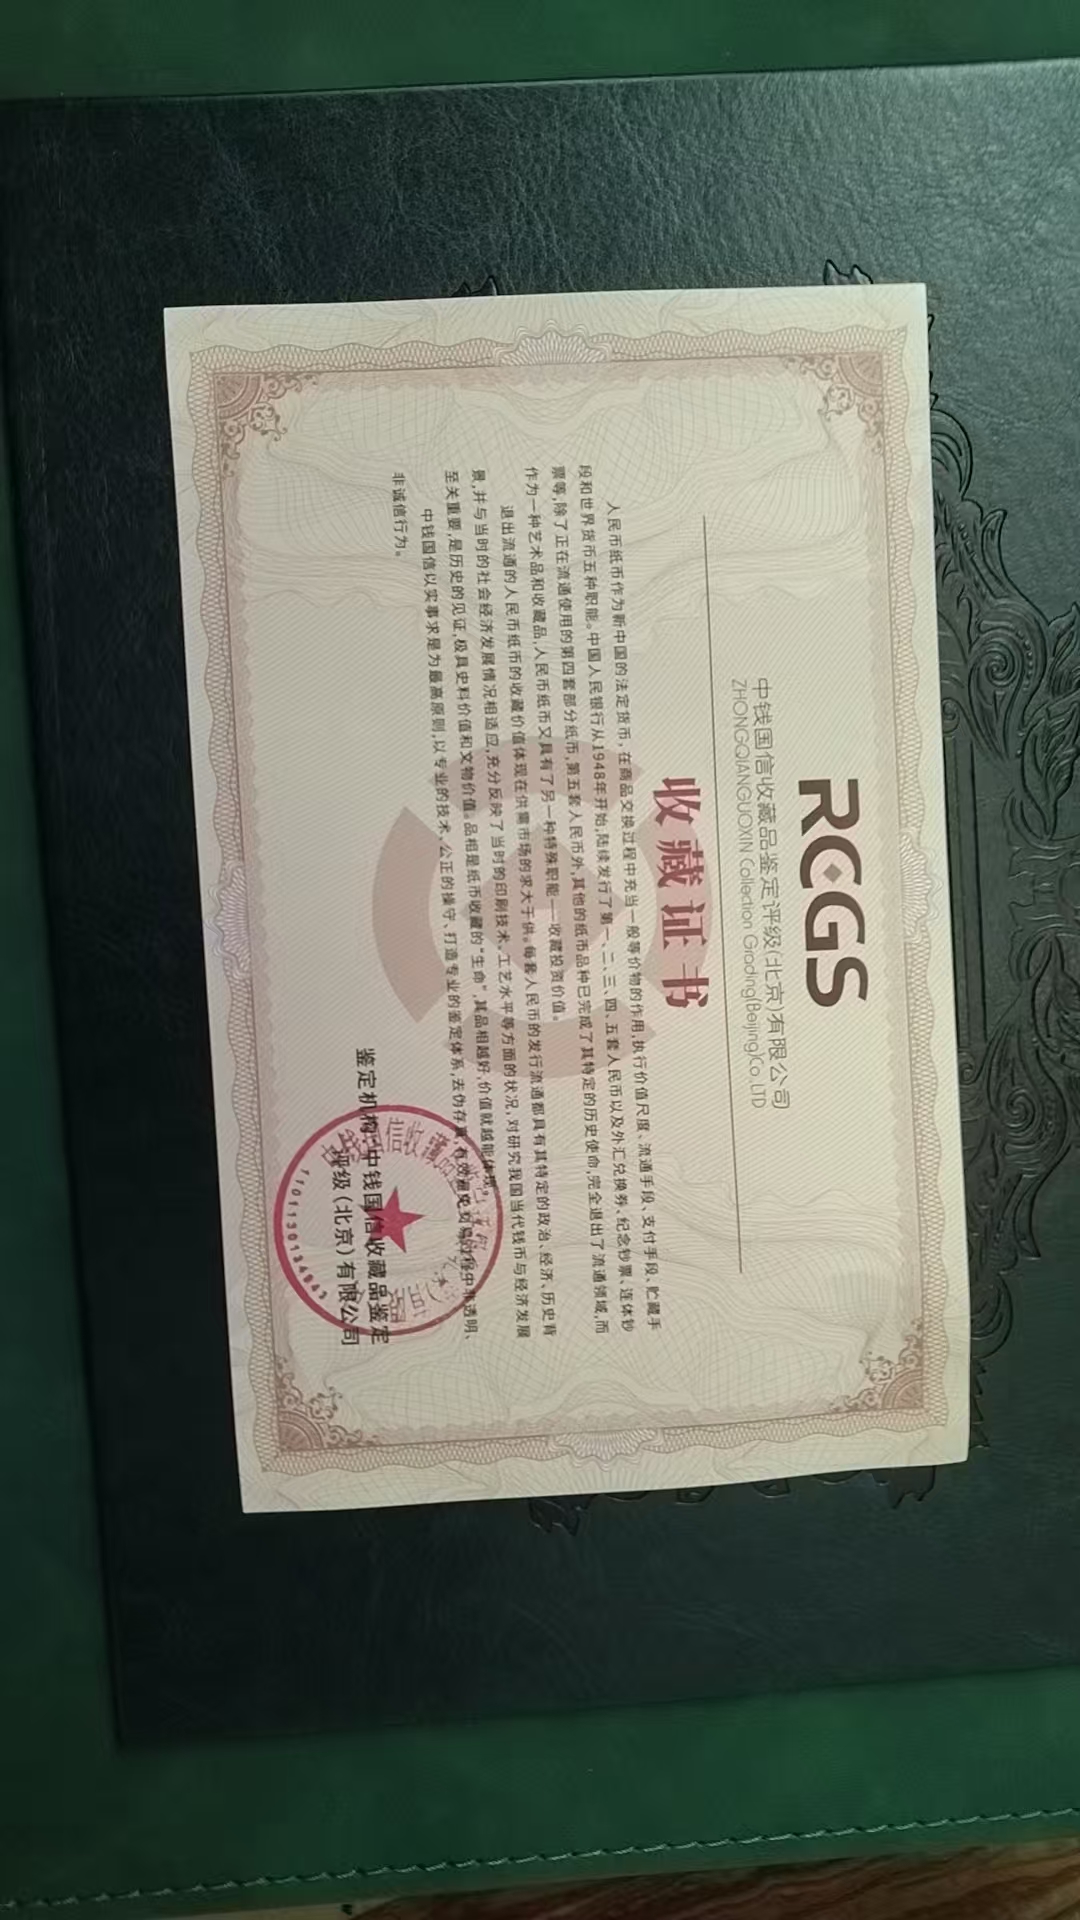 RCGS
中钱国信收藏品鉴定评级(北京)有限公司
ZHONGQIANGUOXIN Collection Grading(Beijing)Co.,LTD
收藏证书
人民币纸币作为新中国的法定货币,在商品交换过程中充当一般等价物的作用,执行价值尺度、流通手段、支付手段、贮藏手
段和世界货币五种职能。中国人民银行从1948年开始,陆续发行了第一、二、三、四、五套人民币以及外汇兑换券、纪念钞票、连体钞
票等,除了正在流通使用的第四套部分纸币,第五套人民币外,其他的纸币品种已完成了其特定的历史使命,完全退出了流通领域,而
作为一种艺术品和收藏品,人民币纸币又具有了另一种特殊职能——收藏投资价值。
退出流通的人民币纸币的收藏价值体现在供需市场的求大于供。每套人民币的发行流通都具有其特定的政治、经济、历史背
景,并与当时的社会经济发展情况相适应,充分反映了当时的印刷技术、工艺水平等方面的状况,对研究我国当代钱币与经济发展
至关重要,是历史的见证,极具史料价值和文物价值。品相是纸币收藏的“生命”,其品相越好,价值就越能体现。
中钱国信以实事求是为最高原则,以专业的技术、公正的操守、打造专业的鉴定体系,去伪存真,有效避免交易过程中非透明、
非诚信行为。
鉴定机构:中钱国信收藏品鉴定
评级(北京)有限公司
1101130134943